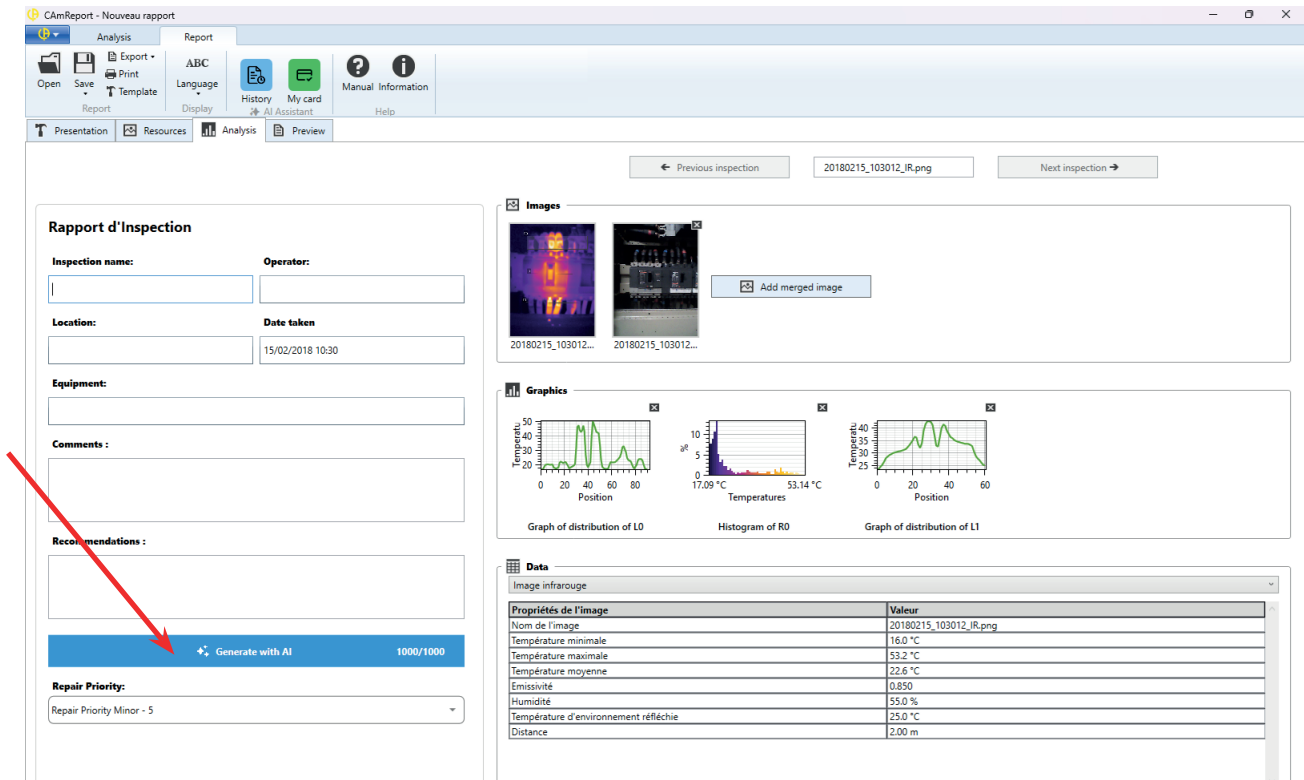 CAmReport - Nouveau rapport
Analysis Report
Open
Save
Export
Print
Template
Report
ABC
Language
Display
History
My card
AI Assistant
Manual
Information
Help
Presentation
Resources
Analysis
Preview
Previous inspection
20180215_103012_IR.png
Next inspection
Rapport d'Inspection
Inspection name:
Operator:
Location:
Date taken
15/02/2018 10:30
Equipment:
Comments :
Recommendations :
Generate with AI 1000/1000
Repair Priority:
Repair Priority Minor - 5
Images
20180215_103012...
20180215_103012...
Add merged image
Graphics
Temperatu
50
40
30
20
0 20 40 60 80
Position
Graph of distribution of L0
%
10
5
0
17.09 °C 53.14 °C
Temperatures
Histogram of R0
Temperatu
40
35
30
25
0 20 40 60
Position
Graph of distribution of L1
Data
Image infrarouge
Propriétés de l'image Valeur
Nom de l'image 20180215_103012_IR.png
Température minimale 16.0 °C
Température maximale 53.2 °C
Température moyenne 22.6 °C
Emissivité 0.850
Humidité 55.0 %
Température d'environnement réfléchie 25.0 °C
Distance 2.00 m